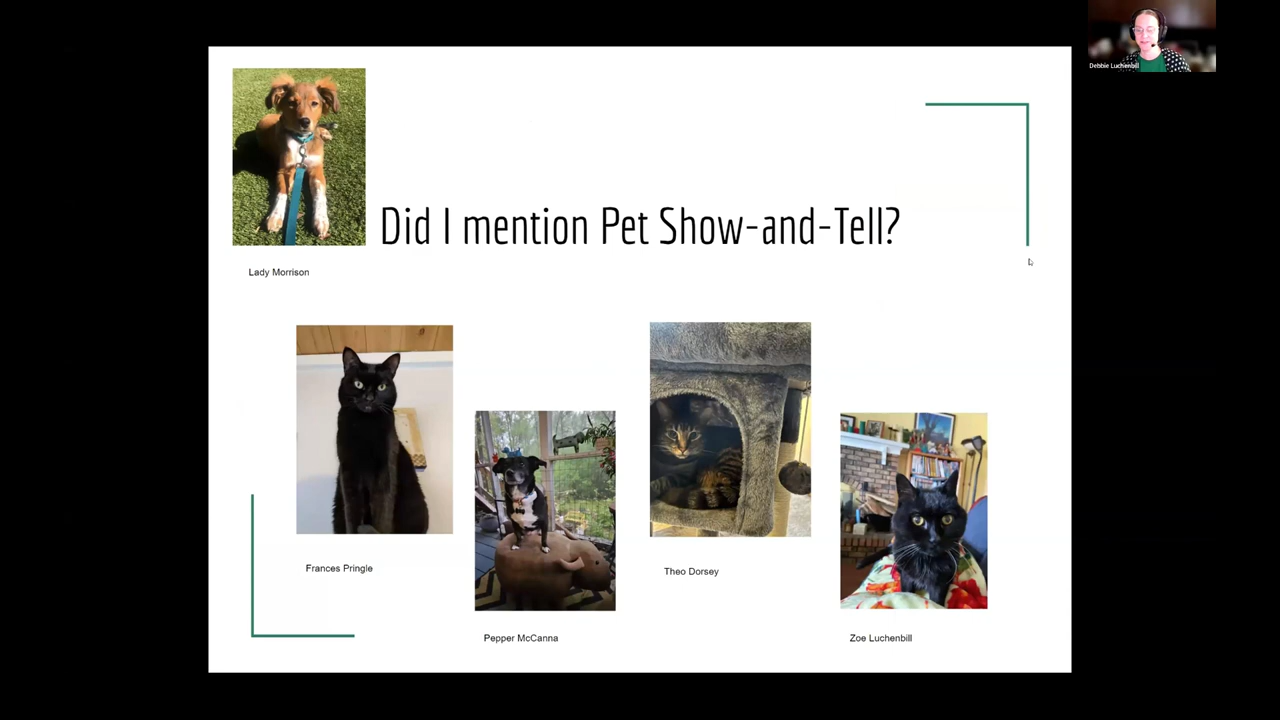 Debbie Luchenbill
Did I mention Pet Show-and-Tell?
Lady Morrison
Frances Pringle
Theo Dorsey
Pepper McCanna
Zoe Luchenbill